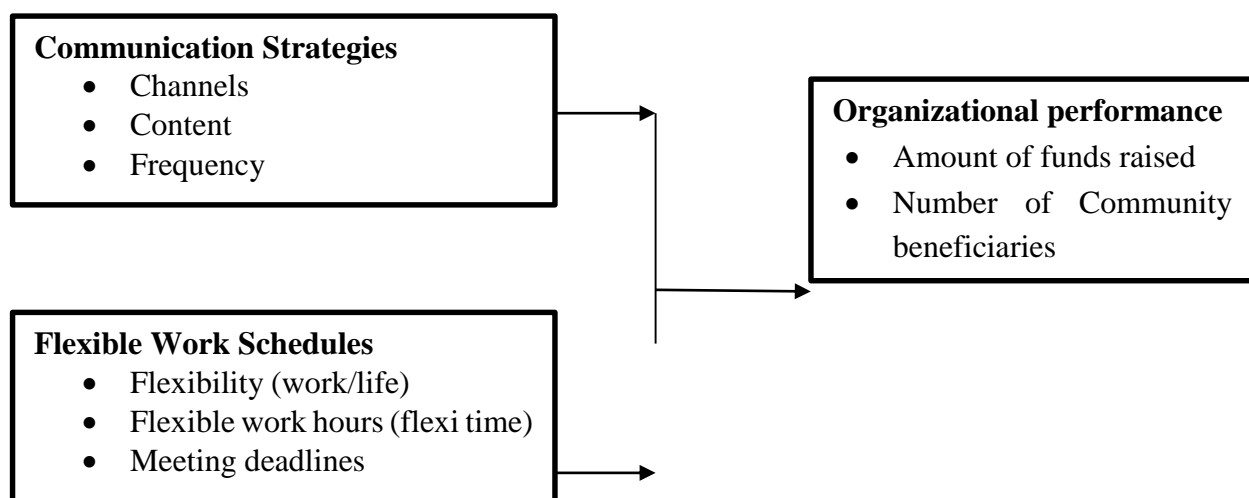 Communication Strategies
• Channels
• Content
• Frequency
Organizational performance
• Amount of funds raised
• Number of Community
beneficiaries
Flexible Work Schedules
• Flexibility (work/life)
• Flexible work hours (flexi time)
• Meeting deadlines